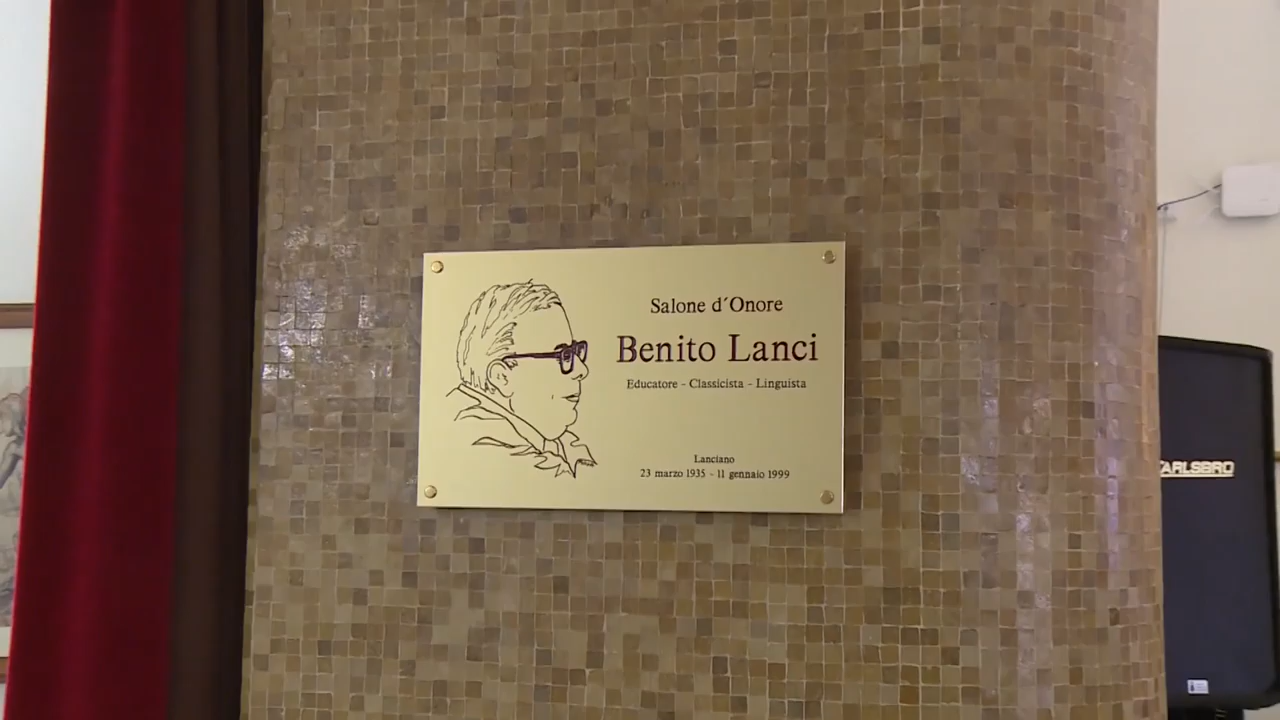 Salone d´Onore
Benito Lanci
Educatore - Classicista - Linguista
Lanciano
23 marzo 1935 - 11 gennaio 1999
CARLSBRO